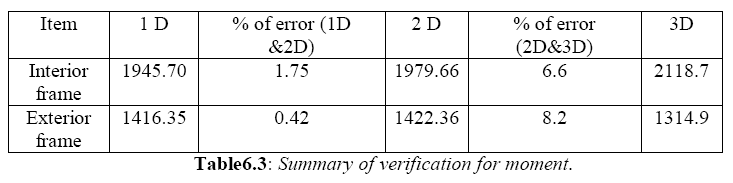 Item 1 D % of error (1D &2D) 2 D % of error (2D&3D) 3D
Interior frame 1945.70 1.75 1979.66 6.6 2118.7
Exterior frame 1416.35 0.42 1422.36 8.2 1314.9
Table6.3: Summary of verification for moment.